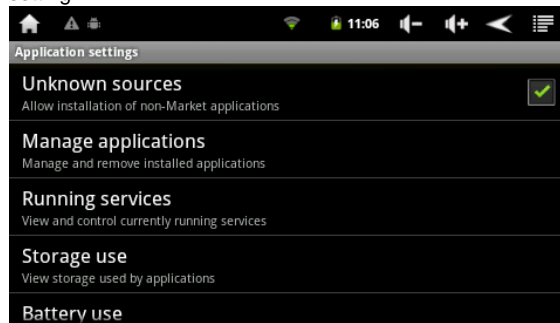 11:06
Application settings
Unknown sources
Allow installation of non-Market applications
Manage applications
Manage and remove installed applications
Running services
View and control currently running services
Storage use
View storage used by applications
Battery use